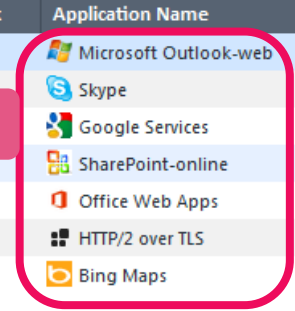 Application Name
Microsoft Outlook-web
Skype
Google Services
SharePoint-online
Office Web Apps
HTTP/2 over TLS
Bing Maps